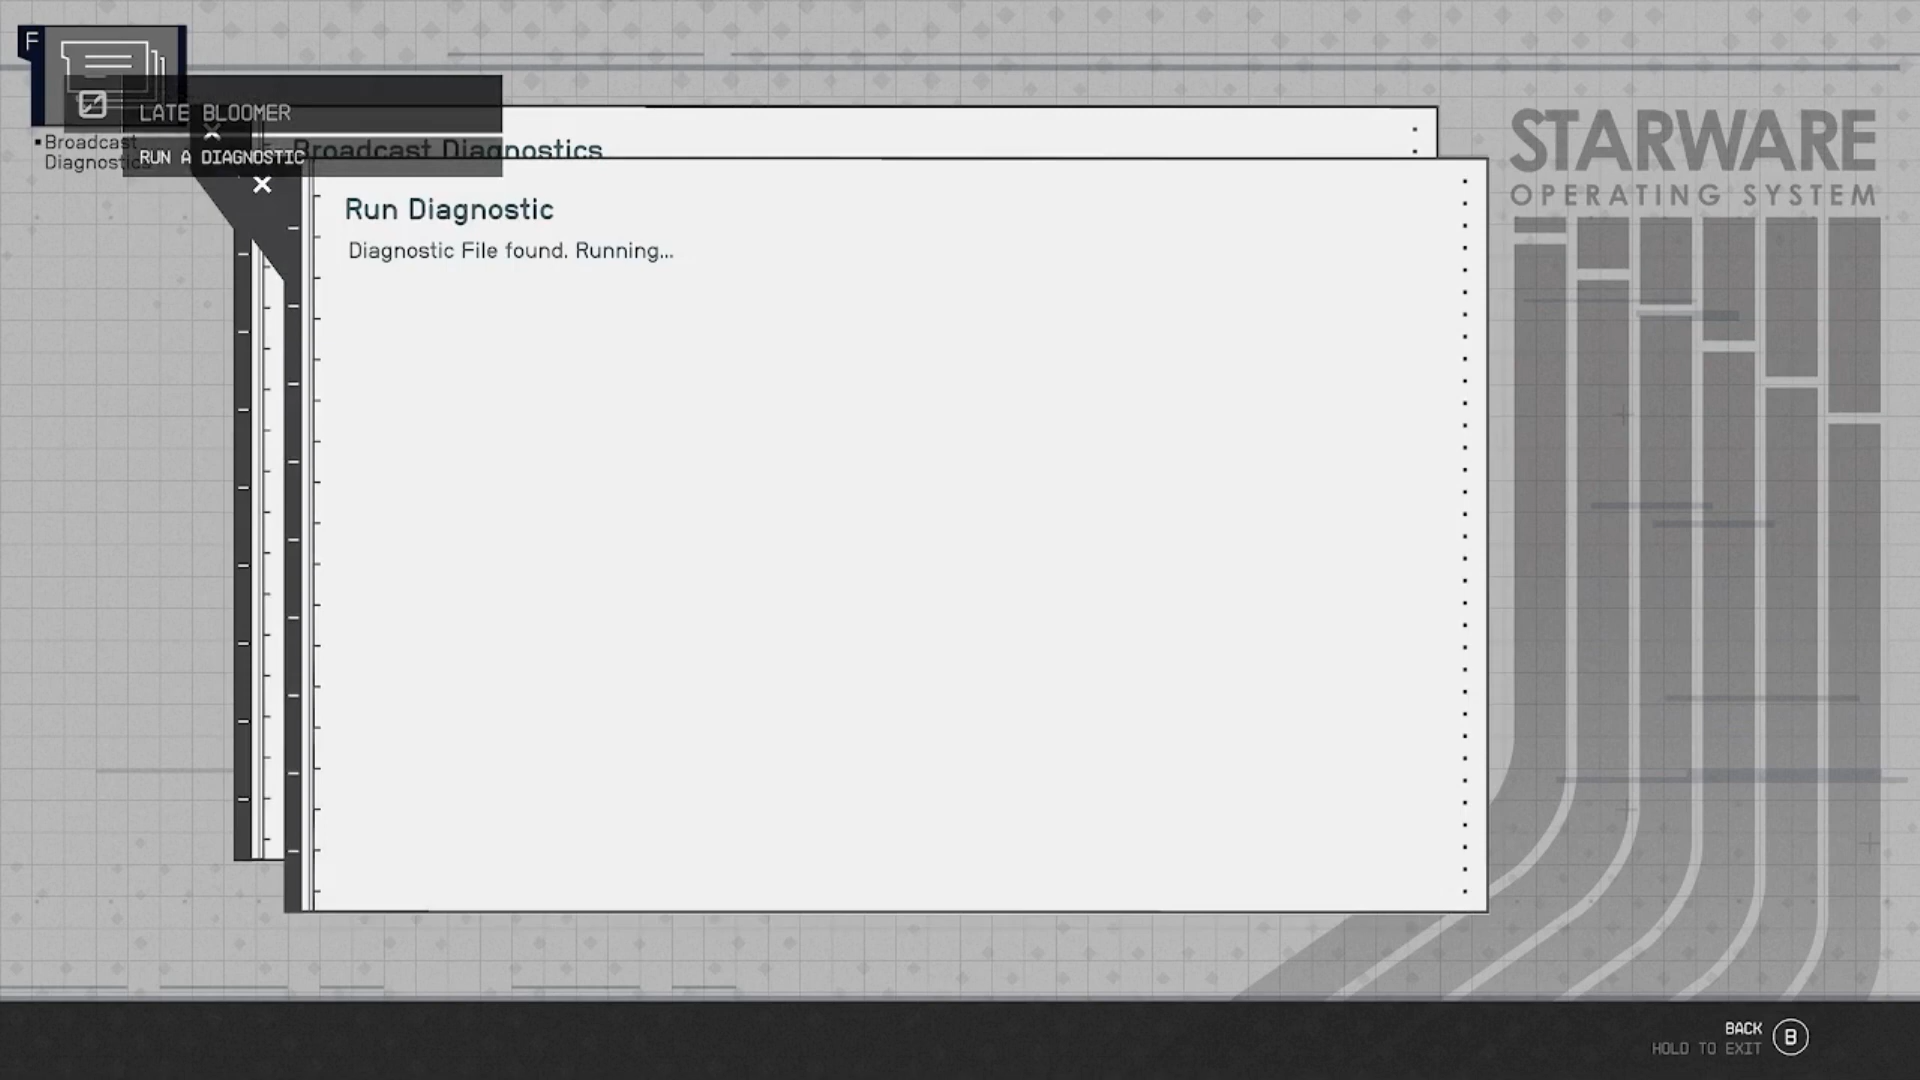 F
LATE BLOOMER
Broadcast
Diagnostics
RUN A DIAGNOSTIC
Broadcast Diagnostics
Run Diagnostic
Diagnostic File found. Running...
STARWARE
OPERATING SYSTEM
BACK
HOLD TO EXIT
B